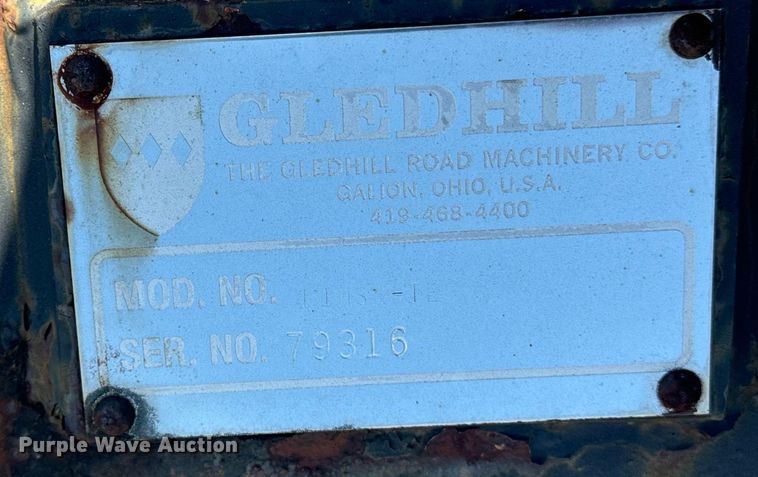 GLEDHILL
THE GLEDHILL ROAD MACHINERY CO.
GALION, OHIO, U.S.A.
419-468-4400
MOD. NO.
SER. NO. 79316
Purple Wave Auction